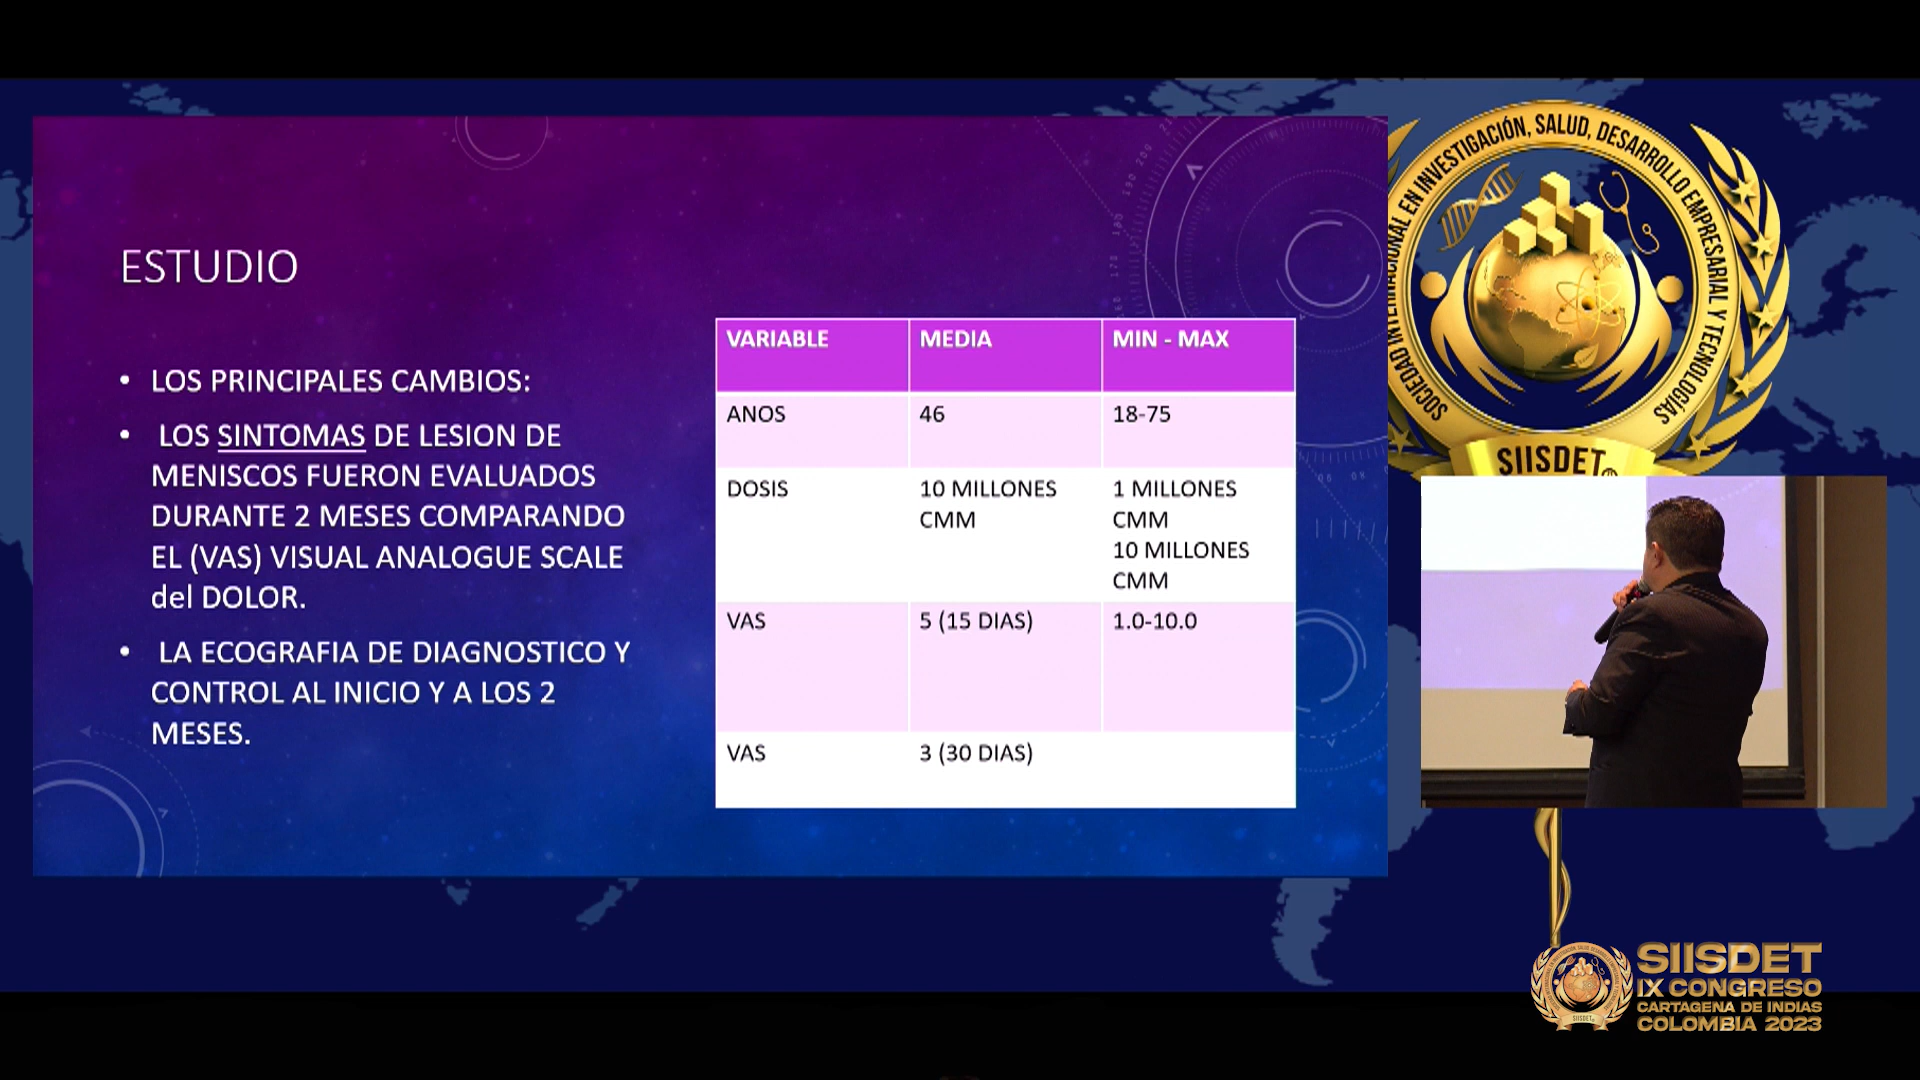 ESTUDIO
• LOS PRINCIPALES CAMBIOS:
• LOS SINTOMAS DE LESION DE
MENISCOS FUERON EVALUADOS
DURANTE 2 MESES COMPARANDO
EL (VAS) VISUAL ANALOGUE SCALE
del DOLOR.
• LA ECOGRAFIA DE DIAGNOSTICO Y
CONTROL AL INICIO Y A LOS 2
MESES.
VARIABLE MEDIA MIN - MAX
ANOS 46 18-75
DOSIS 10 MILLONES 1 MILLONES
CMM CMM
10 MILLONES
CMM
VAS 5 (15 DIAS) 1.0-10.0
VAS 3 (30 DIAS)
SOCIEDAD INTERNACIONAL EN INVESTIGACIÓN, SALUD, DESARROLLO EMPRESARIAL Y TECNOLOGÍAS
SIISDET
SIISDET
IX CONGRESO
CARTAGENA DE INDIAS
COLOMBIA 2023